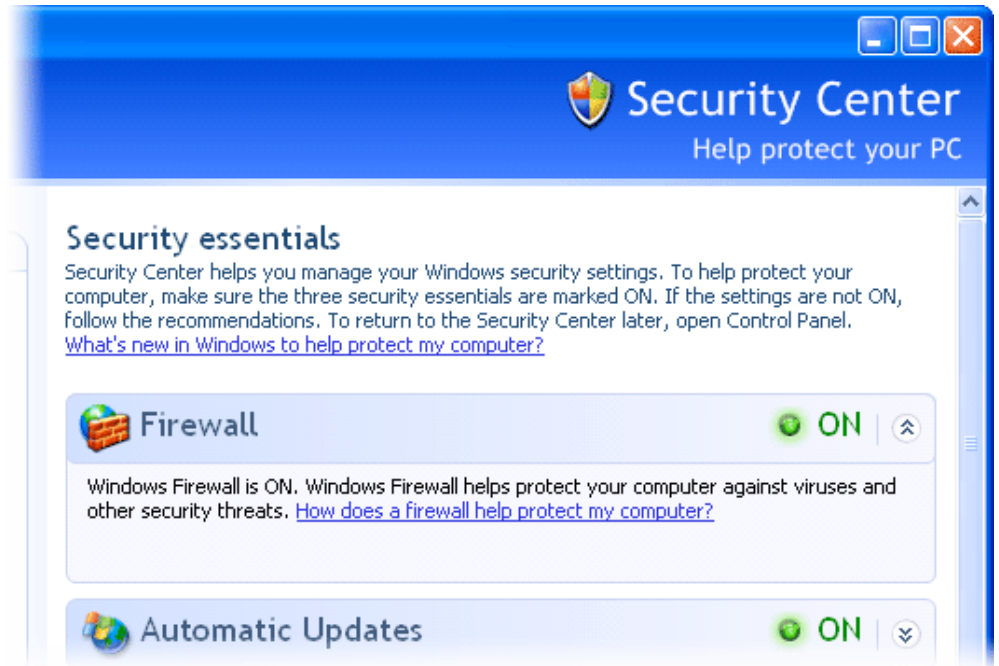 Security Center
Help protect your PC
Security essentials
Security Center helps you manage your Windows security settings. To help protect your
computer, make sure the three security essentials are marked ON. If the settings are not ON,
follow the recommendations. To return to the Security Center later, open Control Panel.
What's new in Windows to help protect my computer?
Firewall ON
Windows Firewall is ON. Windows Firewall helps protect your computer against viruses and
other security threats. How does a firewall help protect my computer?
Automatic Updates ON